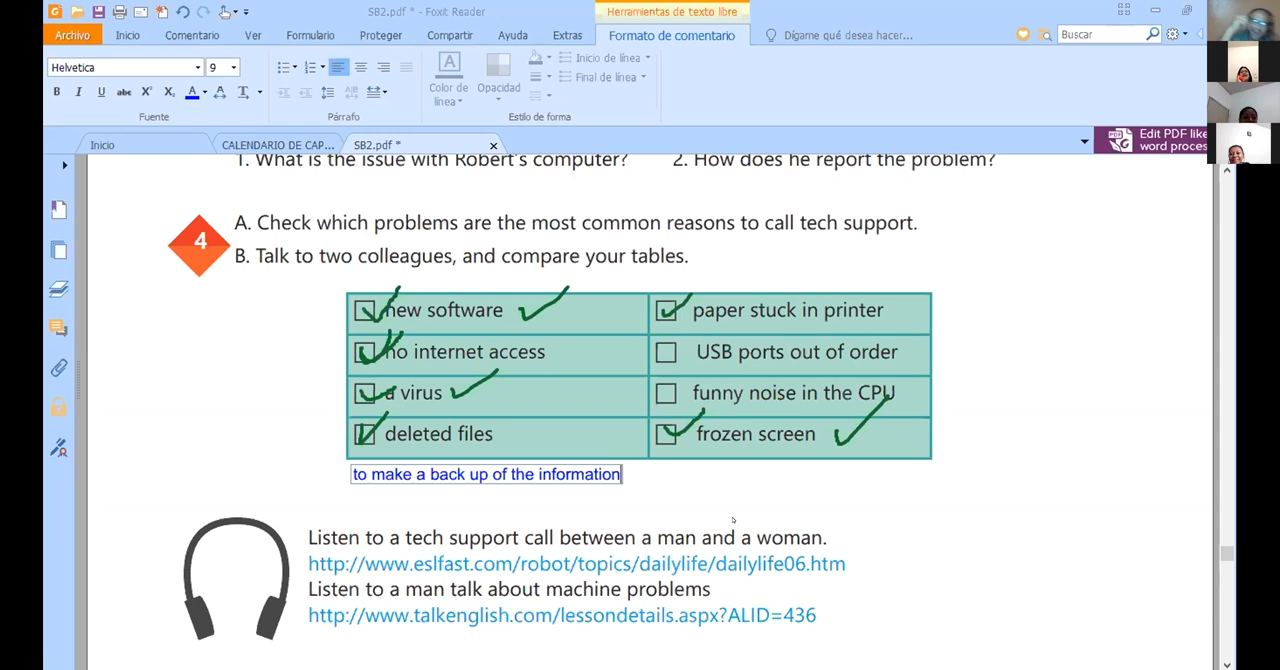 SB2.pdf * - Foxit Reader
Herramientas de texto libre
Archivo Inicio Comentario Ver Formulario Proteger Compartir Ayuda Extras Formato de comentario Dígame qué desea hacer... Buscar
Helvetica 9
Inicio de línea
Final de línea
Color de línea
Opacidad
Fuente Párrafo Estilo de forma
Inicio CALENDARIO DE CAP... SB2.pdf *
Edit PDF like
word proces
1. What is the issue with Robert's computer? 2. How does he report the problem?
4
A. Check which problems are the most common reasons to call tech support.
B. Talk to two colleagues, and compare your tables.
new software paper stuck in printer
no internet access USB ports out of order
a virus funny noise in the CPU
deleted files frozen screen
to make a back up of the information
Listen to a tech support call between a man and a woman.
http://www.eslfast.com/robot/topics/dailylife/dailylife06.htm
Listen to a man talk about machine problems
http://www.talkenglish.com/lessondetails.aspx?ALID=436